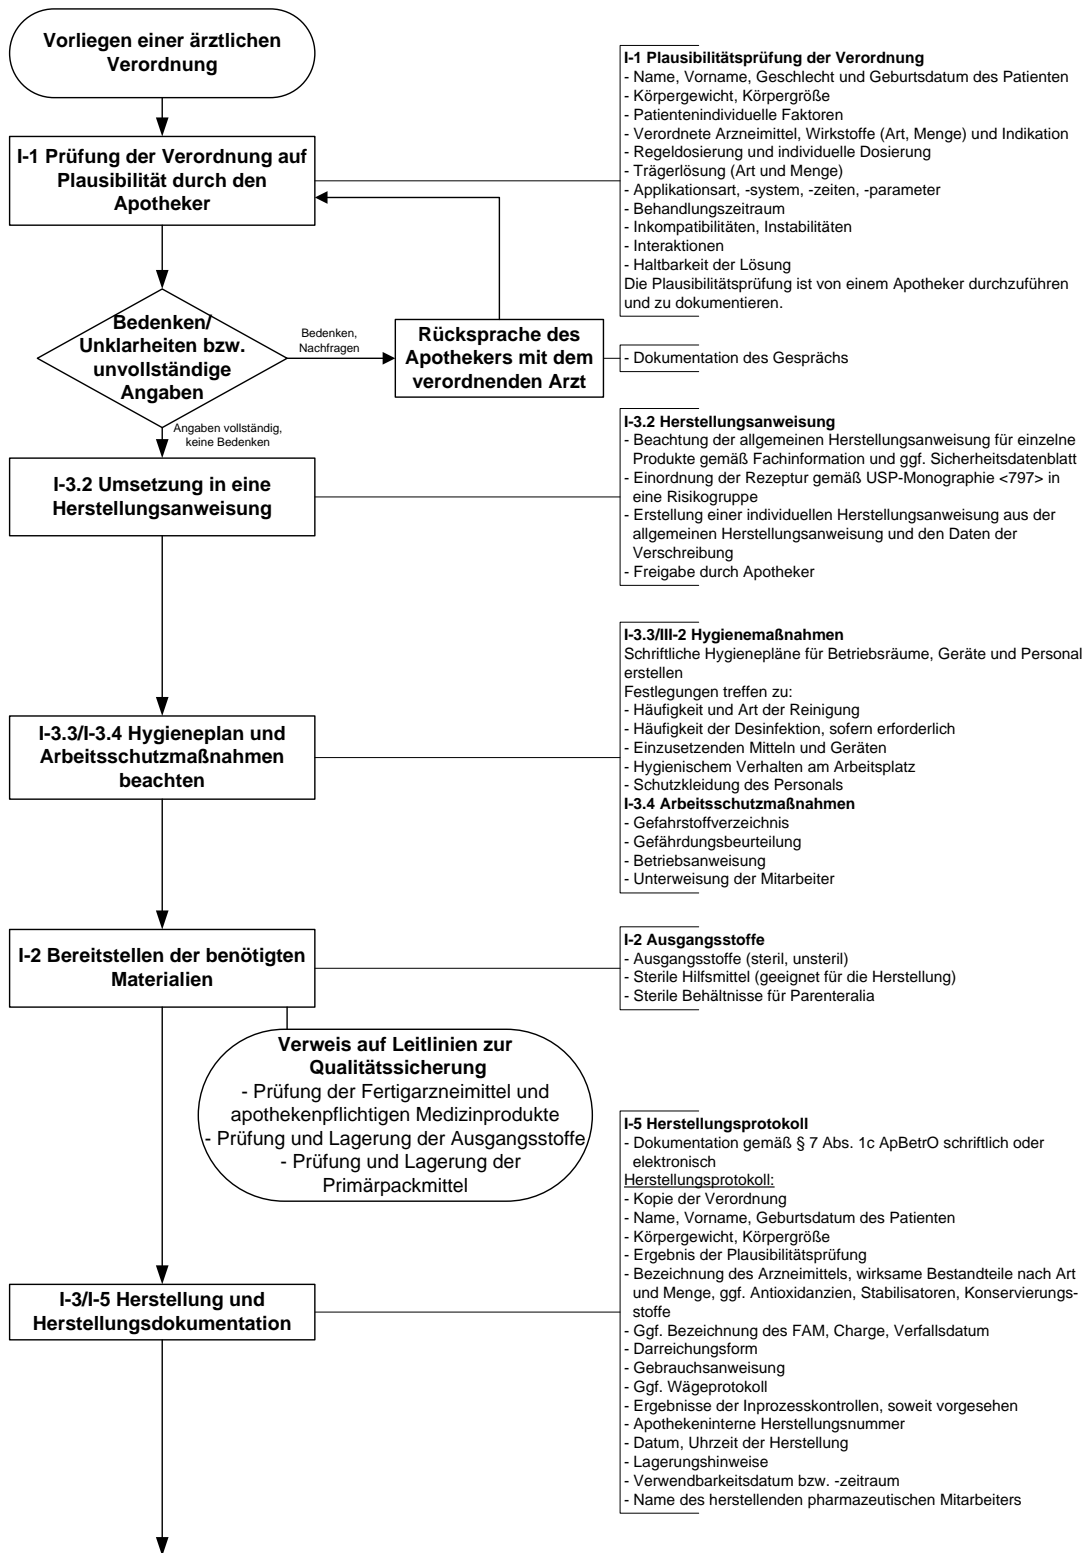 Vorliegen einer ärztlichen
Verordnung
I-1 Plausibilitätsprüfung der Verordnung
- Name, Vorname, Geschlecht und Geburtsdatum des Patienten
- Körpergewicht, Körpergröße
- Patientenindividuelle Faktoren
- Verordnete Arzneimittel, Wirkstoffe (Art, Menge) und Indikation
- Regeldosierung und individuelle Dosierung
- Trägerlösung (Art und Menge)
- Applikationsart, -system, -zeiten, -parameter
- Behandlungszeitraum
- Inkompatibilitäten, Instabilitäten
- Interaktionen
- Haltbarkeit der Lösung
Die Plausibilitätsprüfung ist von einem Apotheker durchzuführen
und zu dokumentieren.
I-1 Prüfung der Verordnung auf
Plausibilität durch den
Apotheker
Bedenken/
Unklarheiten bzw.
unvollständige
Angaben
Bedenken,
Nachfragen
Rücksprache des
Apothekers mit dem
verordnenden Arzt
- Dokumentation des Gesprächs
Angaben vollständig,
keine Bedenken
I-3.2 Umsetzung in eine
Herstellungsanweisung
I-3.2 Herstellungsanweisung
- Beachtung der allgemeinen Herstellungsanweisung für einzelne
Produkte gemäß Fachinformation und ggf. Sicherheitsdatenblatt
- Einordnung der Rezeptur gemäß USP-Monographie <797> in
eine Risikogruppe
- Erstellung einer individuellen Herstellungsanweisung aus der
allgemeinen Herstellungsanweisung und den Daten der
Verschreibung
- Freigabe durch Apotheker
I-3.3/I-3.4 Hygieneplan und
Arbeitsschutzmaßnahmen
beachten
I-3.3/III-2 Hygienemaßnahmen
Schriftliche Hygienepläne für Betriebsräume, Geräte und Personal
erstellen
Festlegungen treffen zu:
- Häufigkeit und Art der Reinigung
- Häufigkeit der Desinfektion, sofern erforderlich
- Einzusetzenden Mitteln und Geräten
- Hygienischem Verhalten am Arbeitsplatz
- Schutzkleidung des Personals
I-3.4 Arbeitsschutzmaßnahmen
- Gefahrstoffverzeichnis
- Gefährdungsbeurteilung
- Betriebsanweisung
- Unterweisung der Mitarbeiter
I-2 Bereitstellen der benötigten
Materialien
I-2 Ausgangsstoffe
- Ausgangsstoffe (steril, unsteril)
- Sterile Hilfsmittel (geeignet für die Herstellung)
- Sterile Behältnisse für Parenteralia
Verweis auf Leitlinien zur
Qualitätssicherung
- Prüfung der Fertigarzneimittel und
apothekenpflichtigen Medizinprodukte
- Prüfung und Lagerung der Ausgangsstoffe
- Prüfung und Lagerung der
Primärpackmittel
I-3/I-5 Herstellung und
Herstellungsdokumentation
I-5 Herstellungsprotokoll
- Dokumentation gemäß § 7 Abs. 1c ApBetrO schriftlich oder
elektronisch
Herstellungsprotokoll:
- Kopie der Verordnung
- Name, Vorname, Geburtsdatum des Patienten
- Körpergewicht, Körpergröße
- Ergebnis der Plausibilitätsprüfung
- Bezeichnung des Arzneimittels, wirksame Bestandteile nach Art
und Menge, ggf. Antioxidanzien, Stabilisatoren, Konservierungs-
stoffe
- Ggf. Bezeichnung des FAM, Charge, Verfallsdatum
- Darreichungsform
- Gebrauchsanweisung
- Ggf. Wägeprotokoll
- Ergebnisse der Inprozesskontrollen, soweit vorgesehen
- Apothekeninterne Herstellungsnummer
- Datum, Uhrzeit der Herstellung
- Lagerungshinweise
- Verwendbarkeitsdatum bzw. -zeitraum
- Name des herstellenden pharmazeutischen Mitarbeiters